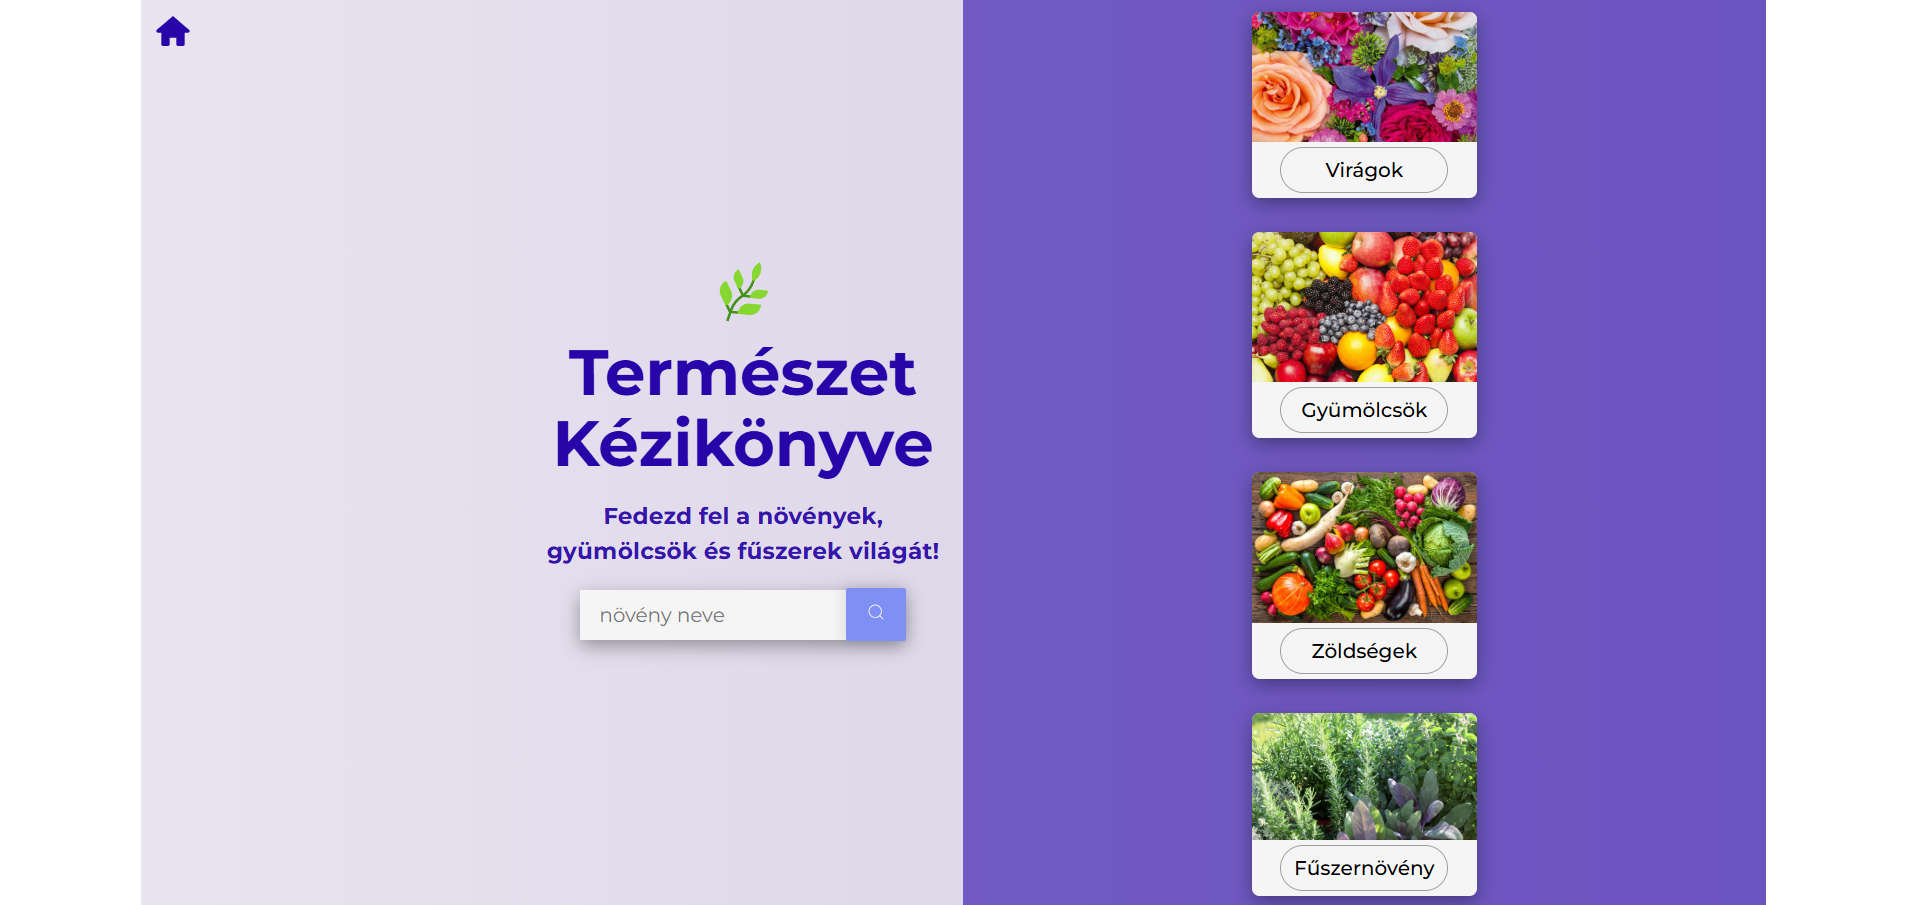 Természet
Kézikönyve
Fedezd fel a növények,
gyümölcsök és fűszerek világát!
növény neve
Virágok
Gyümölcsök
Zöldségek
Fűszernövény